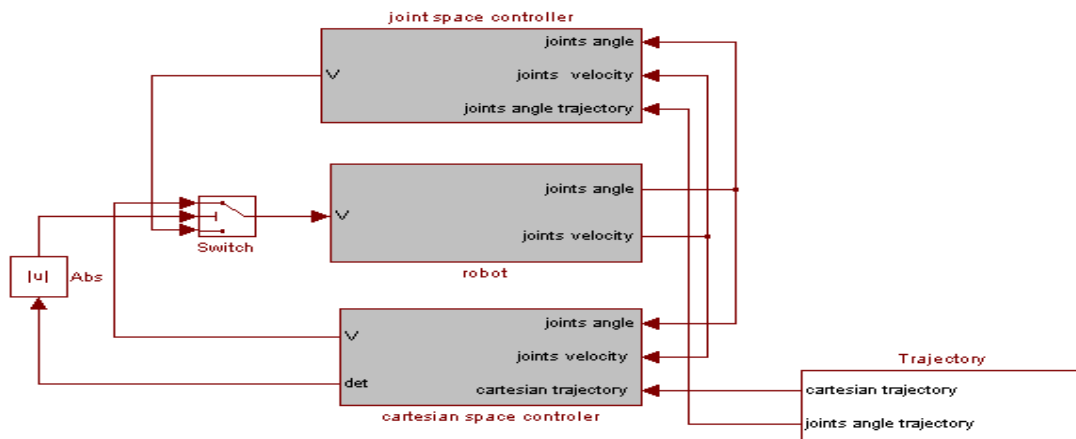 joint space controller
joints angle
V
joints velocity
joints angle trajectory
joints angle
V
joints velocity
Switch
robot
|u|
Abs
joints angle
V
joints velocity
det
cartesian trajectory
cartesian space controler
Trajectory
cartesian trajectory
joints angle trajectory